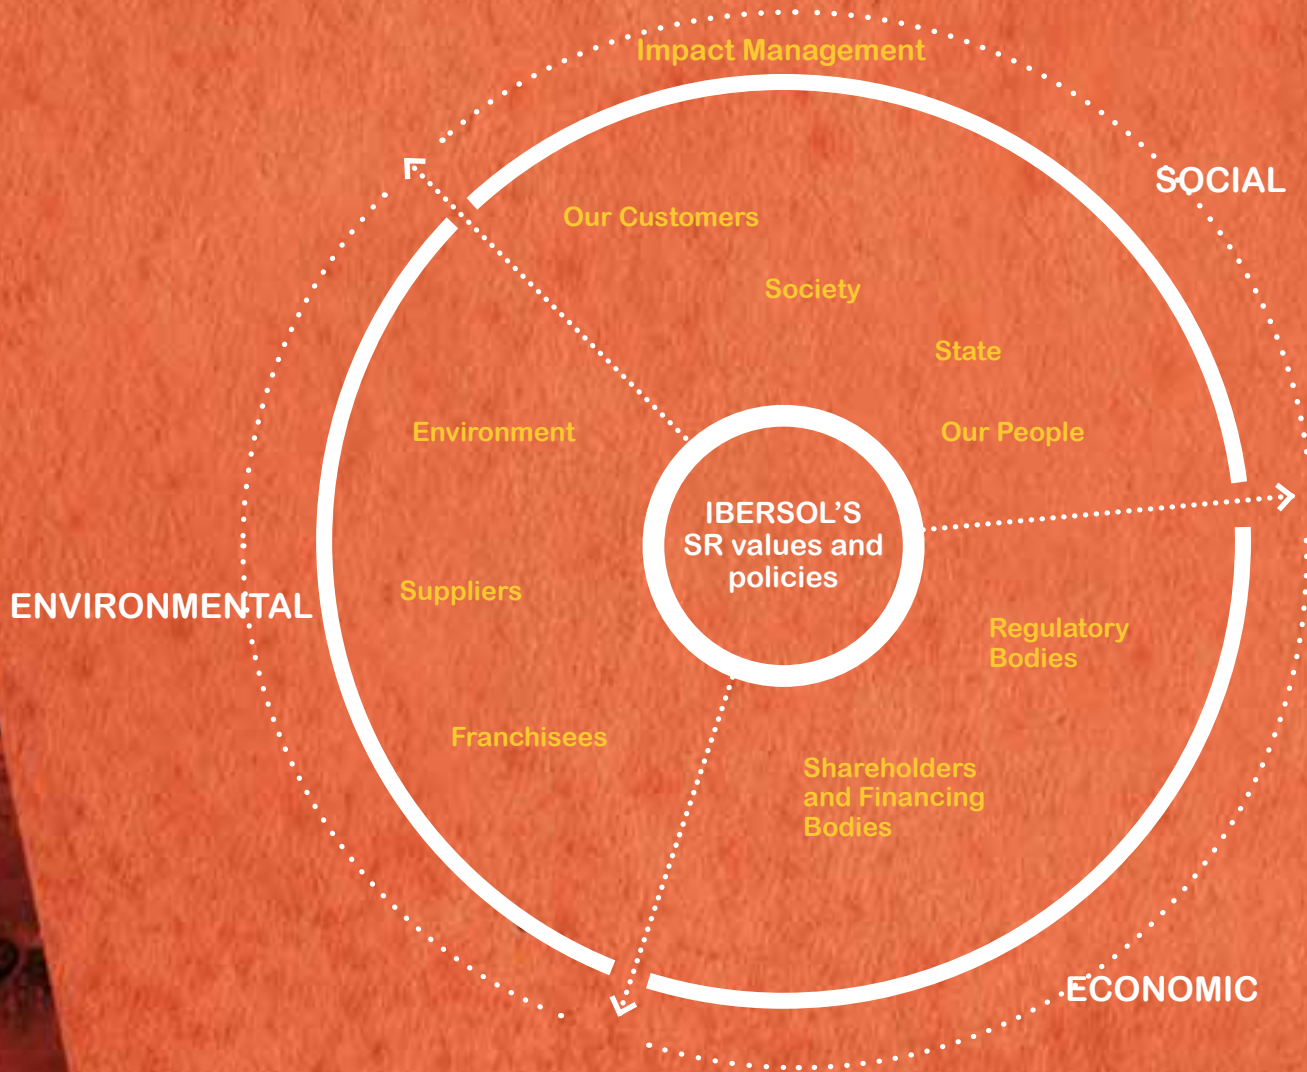 Impact Management
SOCIAL
Our Customers
Society
State
Environment
Our People
IBERSOL’S
SR values and
policies
Suppliers
ENVIRONMENTAL
Regulatory
Bodies
Franchisees
Shareholders
and Financing
Bodies
ECONOMIC